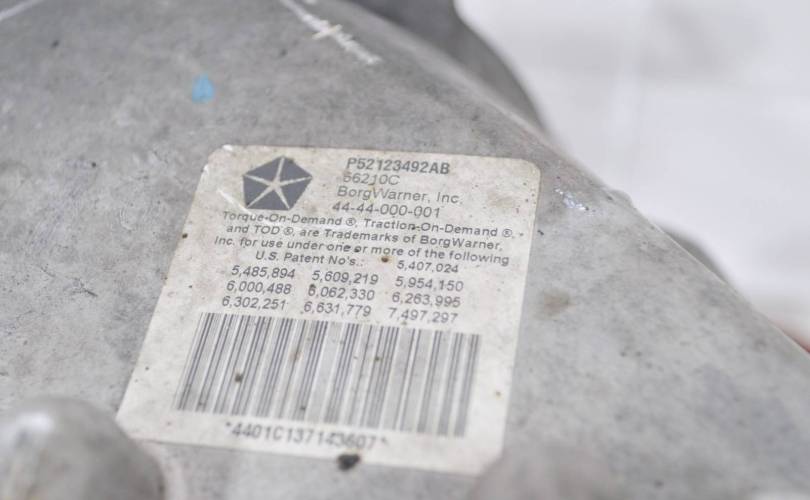 P52123492AB
66210C
BorgWarner, Inc.
44-44-000-001
Torque-On-Demand ®, Traction-On-Demand ®,
and TOD ®, are Trademarks of BorgWarner,
Inc. for use under one or more of the following
U.S. Patent No's.: 5,407,024
5,485,894 5,609,219 5,954,150
6,000,488 6,062,330 6,263,995
6,302,251 6,631,779 7,497,297
*4401C137143607*